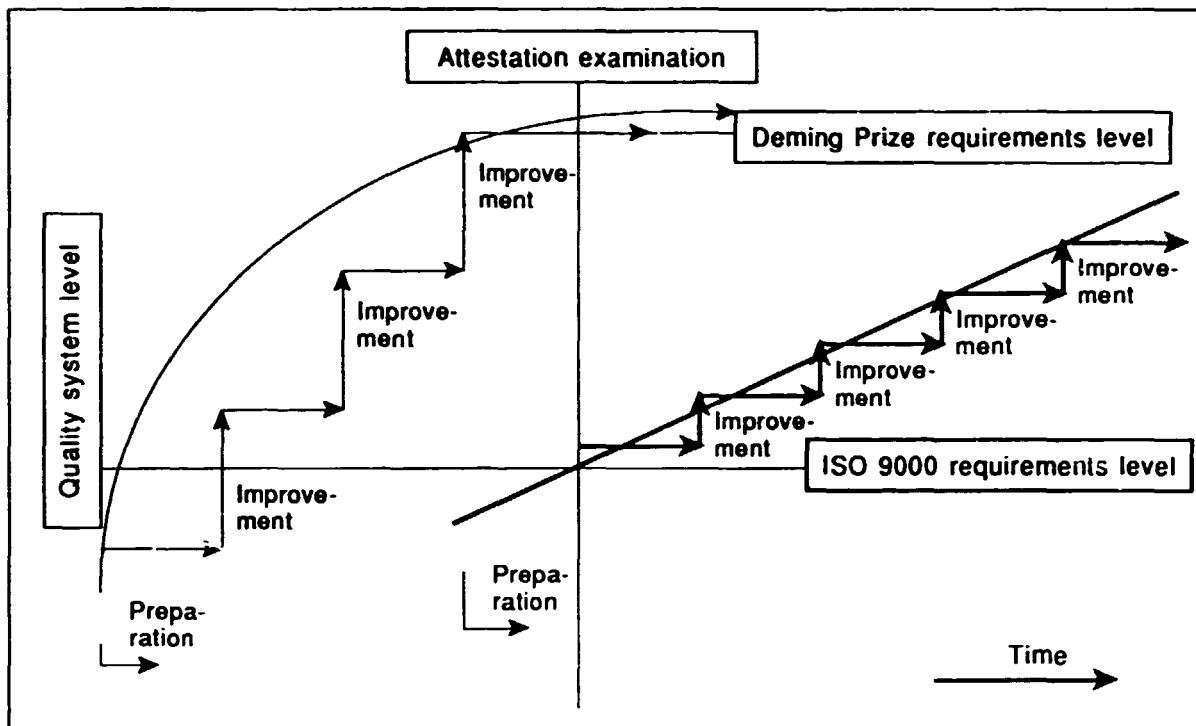 Attestation examination
Deming Prize requirements level
Improve-
ment
Improve-
ment
Improve-
ment
Quality system level
Improve-
ment
Improve-
ment
Improve-
ment
Improve-
ment
ISO 9000 requirements level
Prepa-
ration
Prepa-
ration
Time